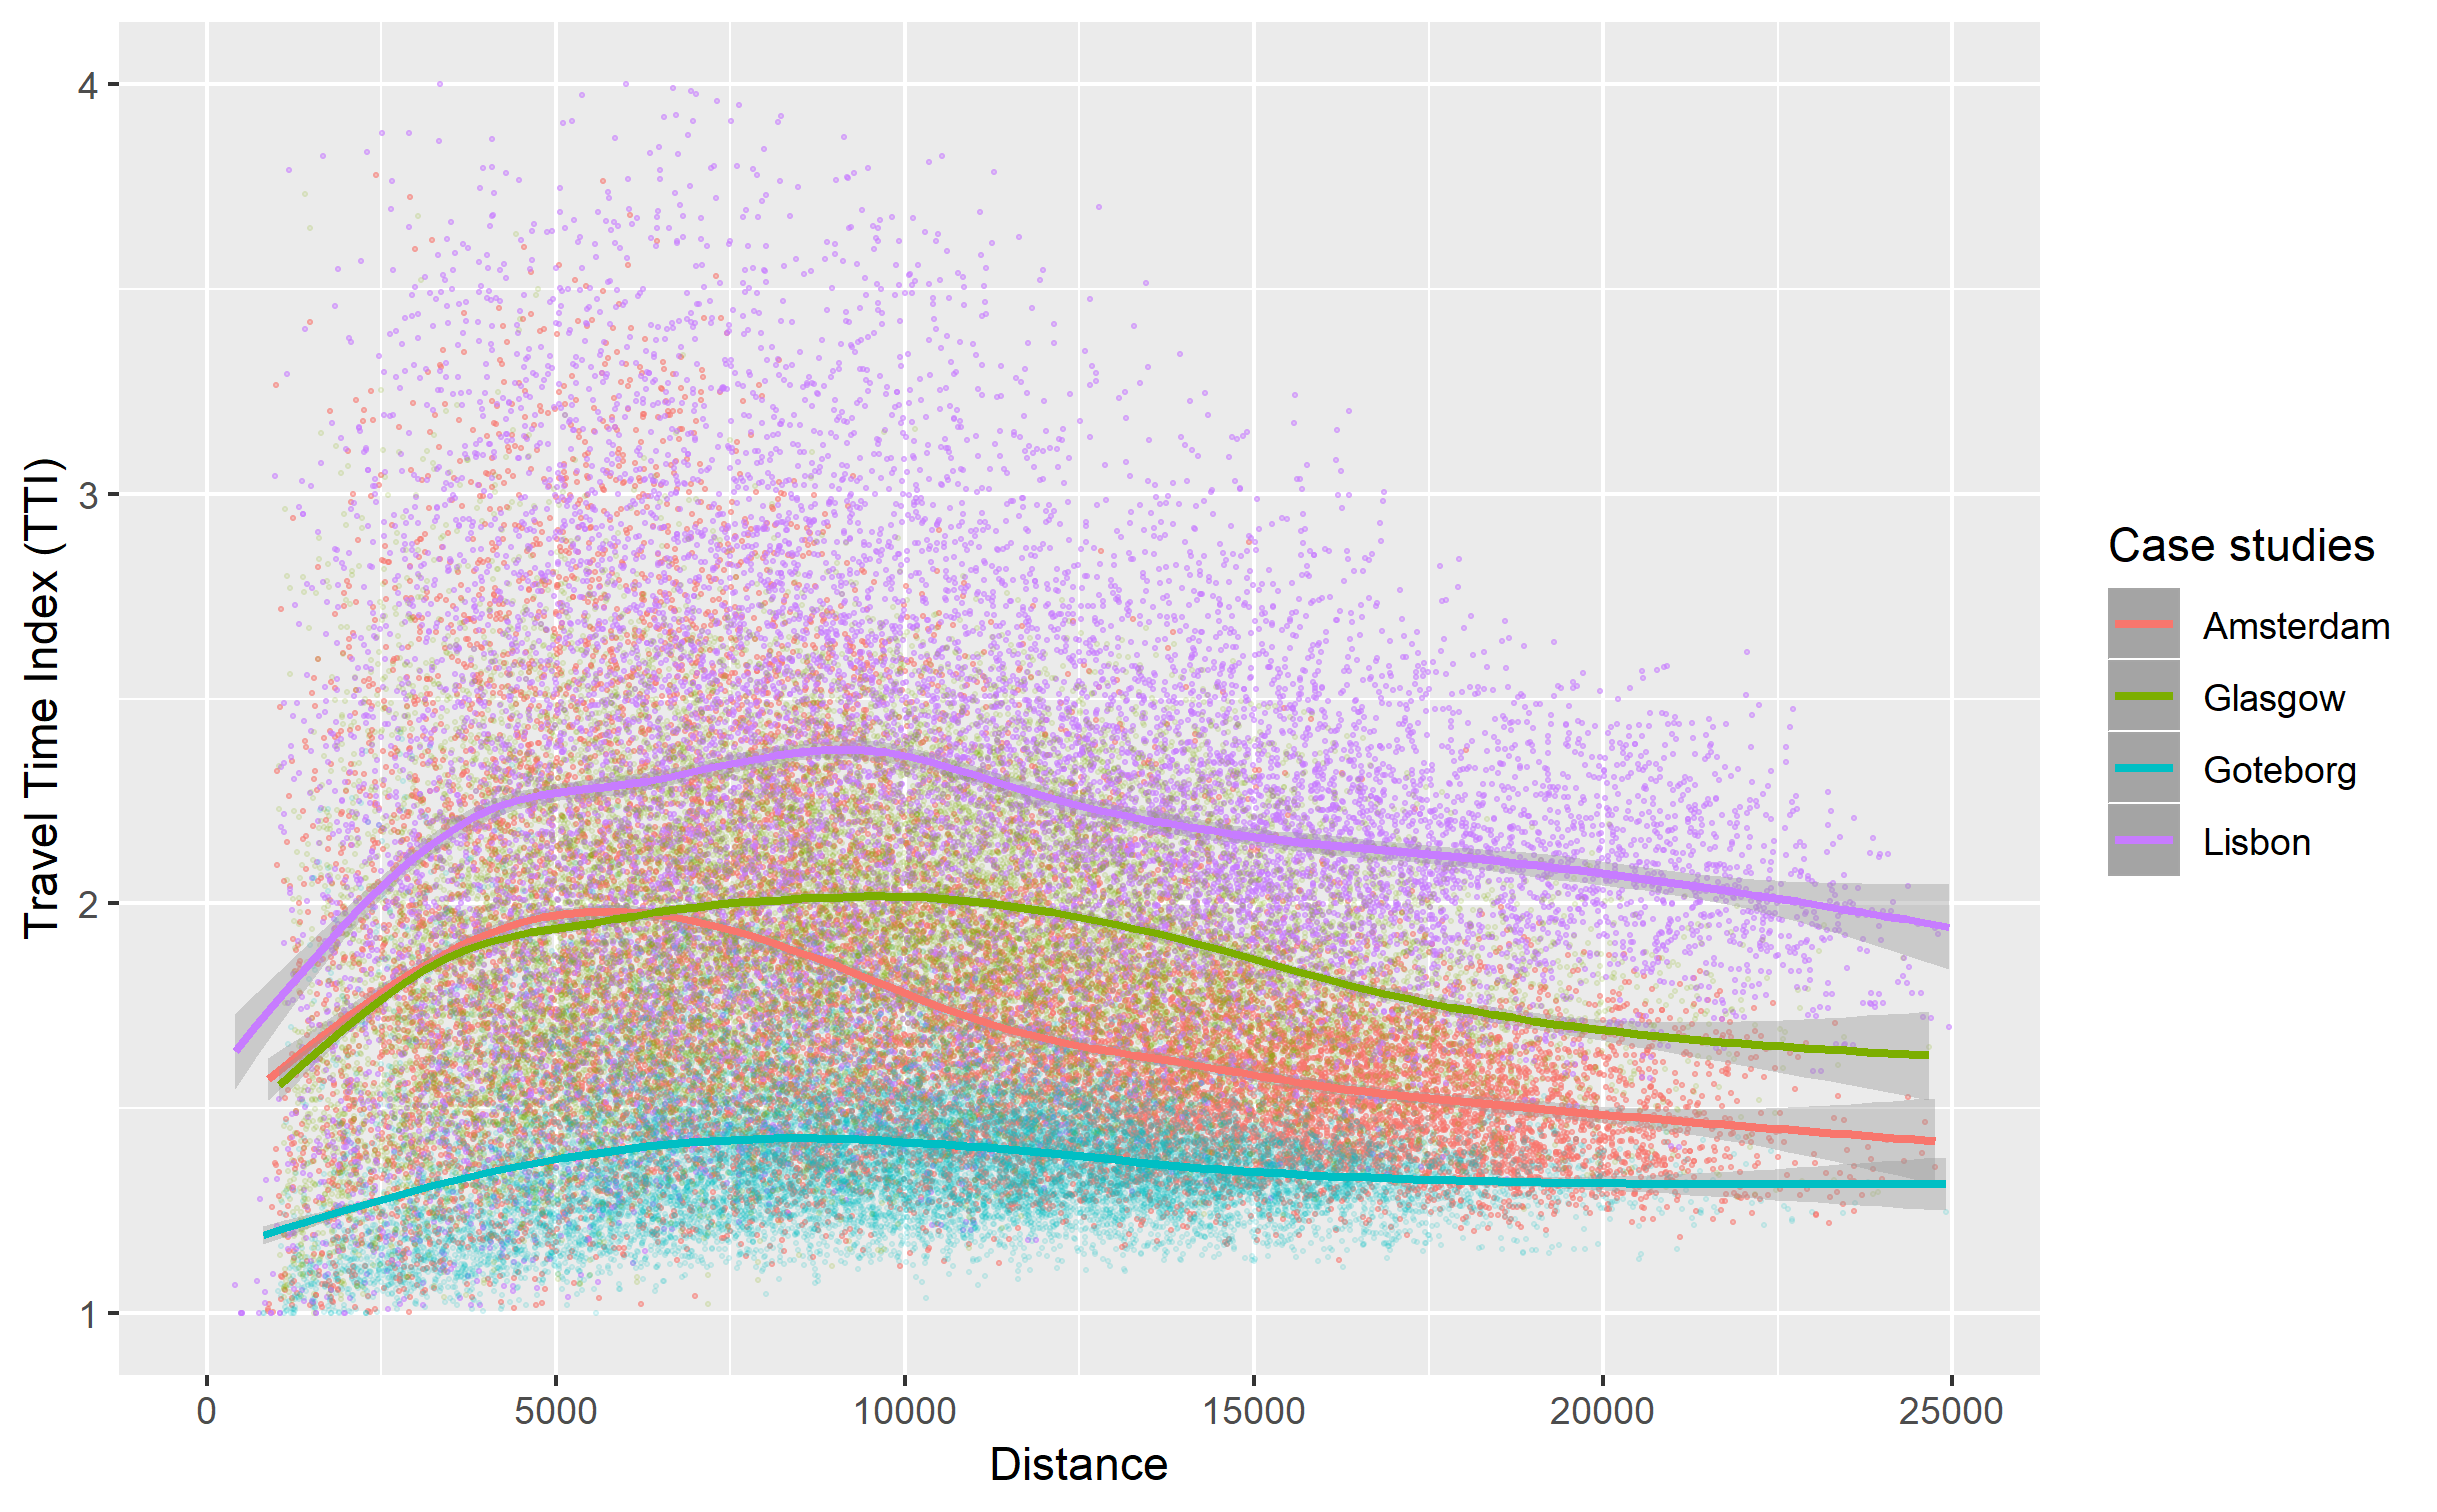 Travel Time Index (TTI)
4
3
2
1
0 5000 10000 15000 20000 25000
Distance
Case studies
Amsterdam
Glasgow
Goteborg
Lisbon